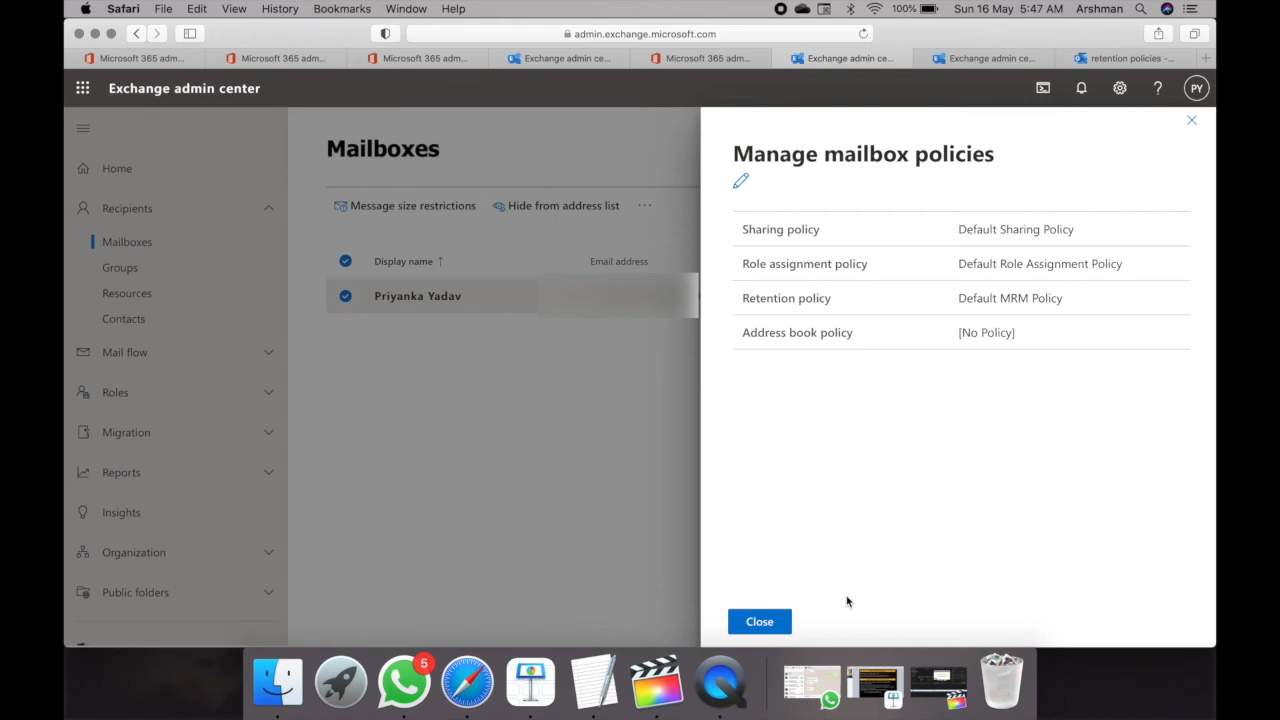 Safari File Edit View History Bookmarks Window Help 100% Sun 16 May 5:47 AM Arshman
admin.exchange.microsoft.com
Microsoft 365 adm... Microsoft 365 adm... Microsoft 365 adm... Exchange admin ce... Microsoft 365 adm... Exchange admin ce... Exchange admin ce... retention policies -...
Exchange admin center PY
Home
Recipients
Mailboxes
Groups
Resources
Contacts
Mail flow
Roles
Migration
Reports
Insights
Organization
Public folders
Mailboxes
Message size restrictions Hide from address list ...
Display name ↑ Email address
Priyanka Yadav
Manage mailbox policies
Sharing policy Default Sharing Policy
Role assignment policy Default Role Assignment Policy
Retention policy Default MRM Policy
Address book policy [No Policy]
Close
5